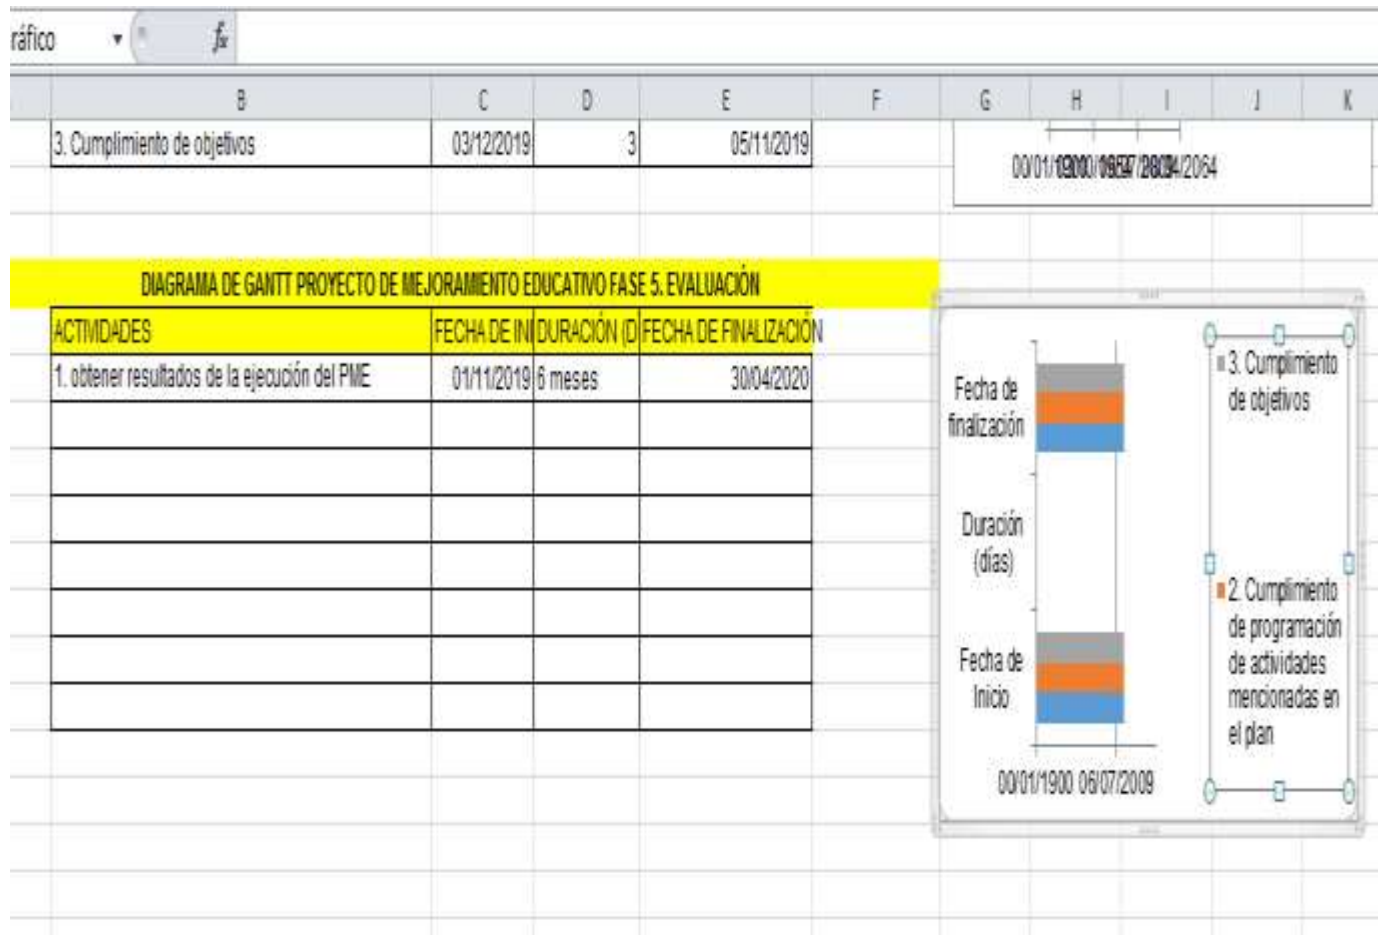 ráfico
fx
B C D E F G H I J K
3. Cumplimiento de objetivos 03/12/2019 3 05/11/2019
DIAGRAMA DE GANTT PROYECTO DE MEJORAMIENTO EDUCATIVO FASE 5. EVALUACIÓN
ACTIVIDADES FECHA DE INI DURACIÓN (D FECHA DE FINALIZACIÓN
1. obtener resultados de la ejecución del PME 01/11/2019 6 meses 30/04/2020
Fecha de
finalización
Duración
(días)
Fecha de
Inicio
00/01/1900 06/07/2009
3. Cumplimiento
de objetivos
2. Cumplimiento
de programación
de actividades
mencionadas en
el plan